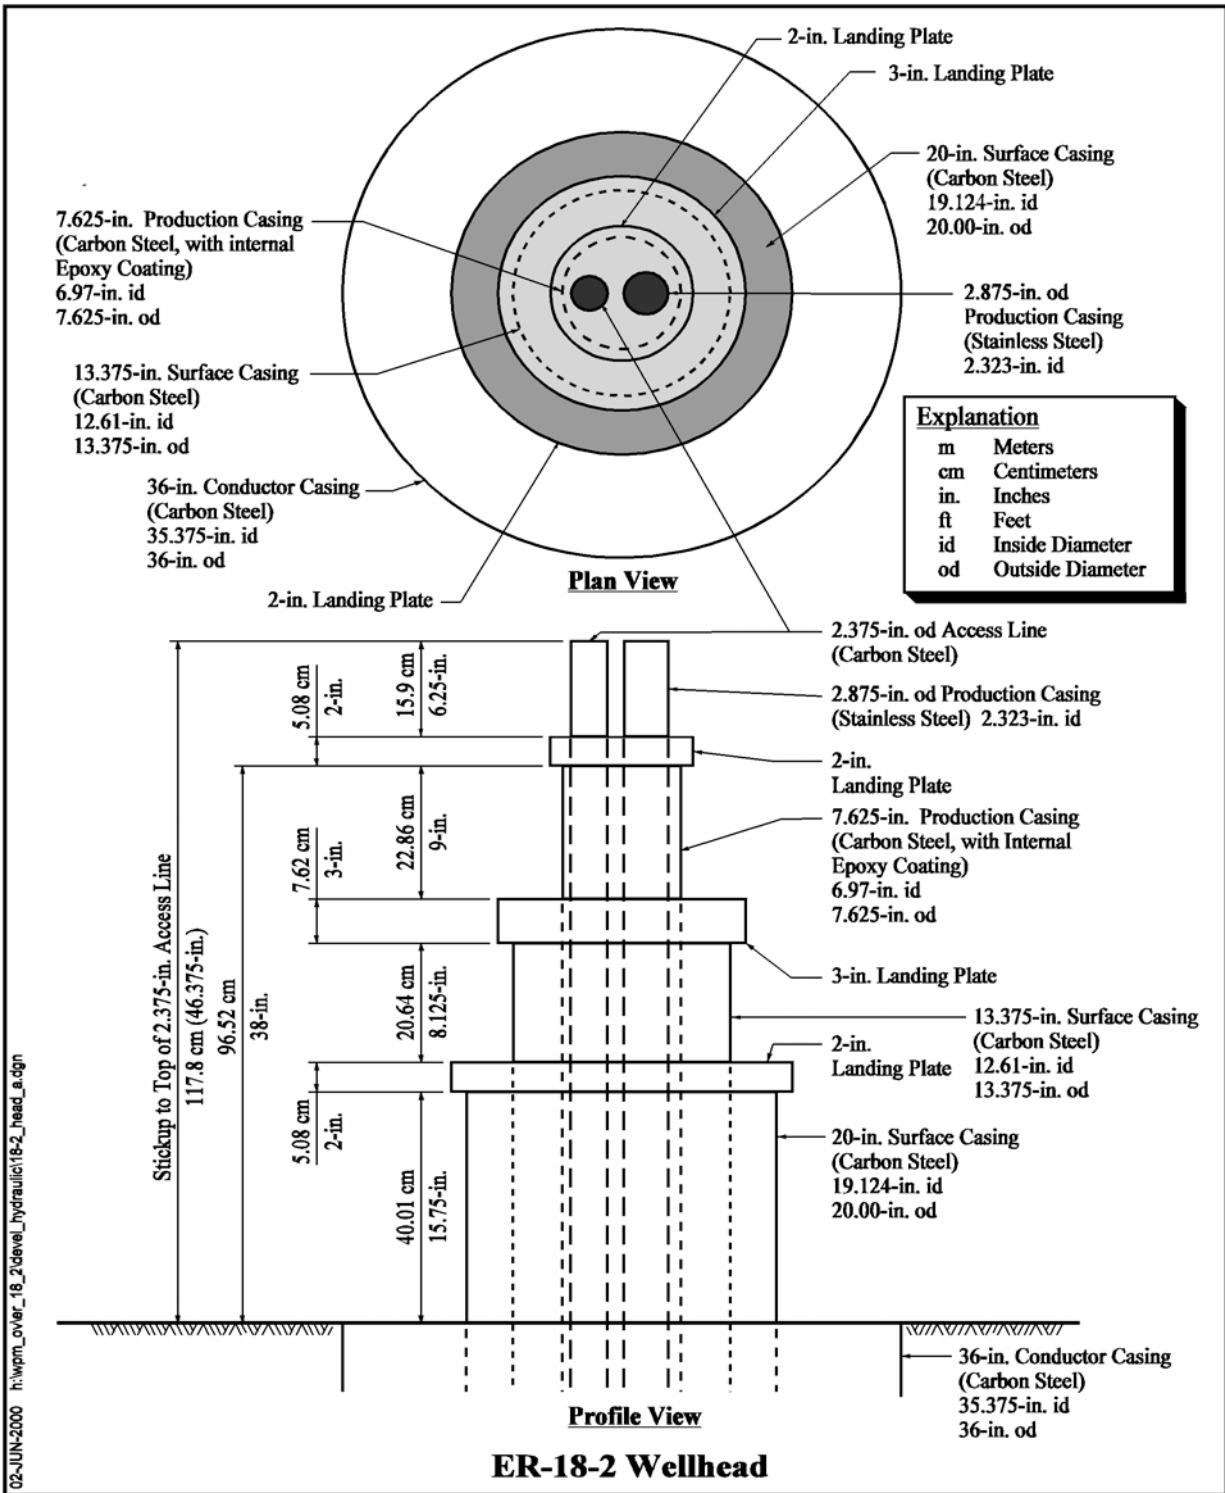 2-in. Landing Plate
3-in. Landing Plate
20-in. Surface Casing
(Carbon Steel)
19.124-in. id
20.00-in. od
7.625-in. Production Casing
(Carbon Steel, with internal
Epoxy Coating)
6.97-in. id
7.625-in. od
2.875-in. od
Production Casing
(Stainless Steel)
2.323-in. id
13.375-in. Surface Casing
(Carbon Steel)
12.61-in. id
13.375-in. od
Explanation
m Meters
cm Centimeters
in. Inches
ft Feet
id Inside Diameter
od Outside Diameter
36-in. Conductor Casing
(Carbon Steel)
35.375-in. id
36-in. od
Plan View
2-in. Landing Plate
2.375-in. od Access Line
(Carbon Steel)
2.875-in. od Production Casing
(Stainless Steel) 2.323-in. id
5.08 cm
2-in.
15.9 cm
6.25-in.
2-in.
Landing Plate
7.625-in. Production Casing
(Carbon Steel, with Internal
Epoxy Coating)
6.97-in. id
7.625-in. od
7.62 cm
3-in.
22.86 cm
9-in.
3-in. Landing Plate
Stickup to Top of 2.375-in. Access Line
117.8 cm (46.375-in.)
96.52 cm
38-in.
20.64 cm
8.125-in.
13.375-in. Surface Casing
(Carbon Steel)
12.61-in. id
13.375-in. od
2-in.
Landing Plate
5.08 cm
2-in.
40.01 cm
15.75-in.
20-in. Surface Casing
(Carbon Steel)
19.124-in. id
20.00-in. od
36-in. Conductor Casing
(Carbon Steel)
35.375-in. id
36-in. od
Profile View
ER-18-2 Wellhead
02-JUN-2000 h:\wpm_ov\er_18_2\devel_hydraulic\18-2_head_a.dgn